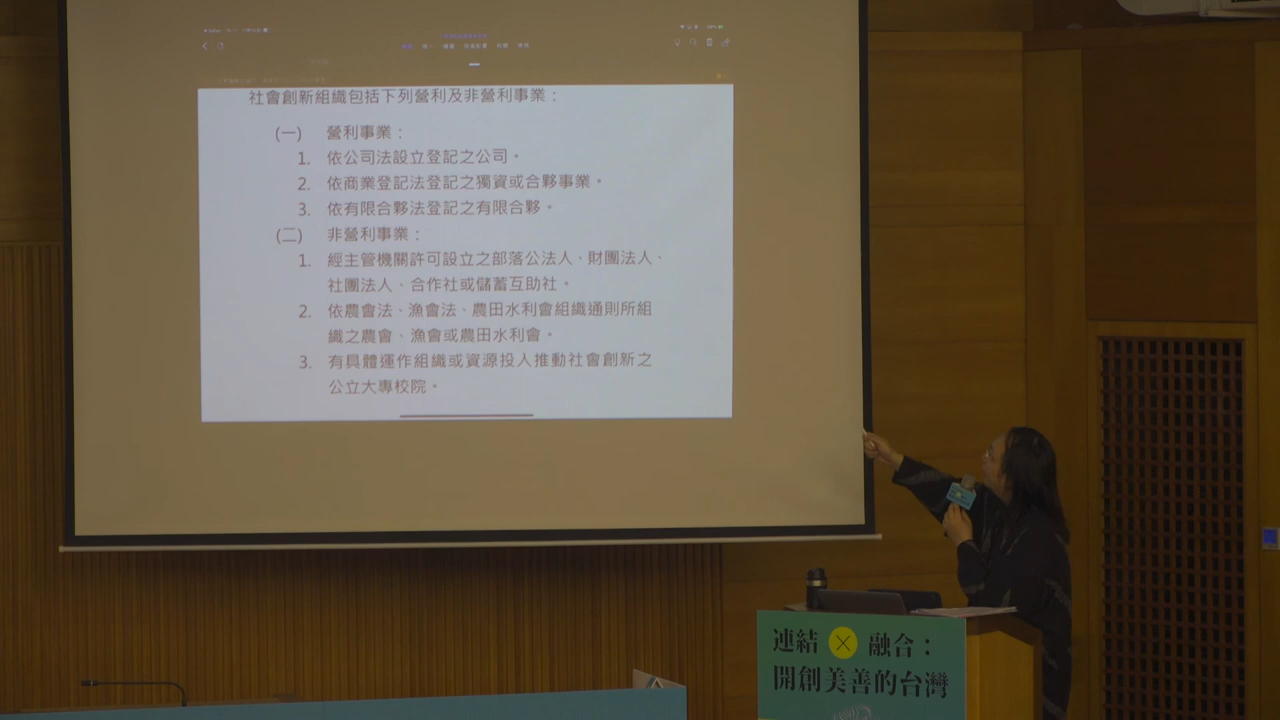 社會創新組織包括下列營利及非營利事業：
(一) 營利事業：
1. 依公司法設立登記之公司。
2. 依商業登記法登記之獨資或合夥事業。
3. 依有限合夥法登記之有限合夥。
(二) 非營利事業：
1. 經主管機關許可設立之部落公法人、財團法人、
社團法人、合作社或儲蓄互助社。
2. 依農會法、漁會法、農田水利會組織通則所組
織之農會、漁會或農田水利會。
3. 有具體運作組織或資源投入推動社會創新之
公立大專校院。
連結 × 融合：
開創美善的台灣